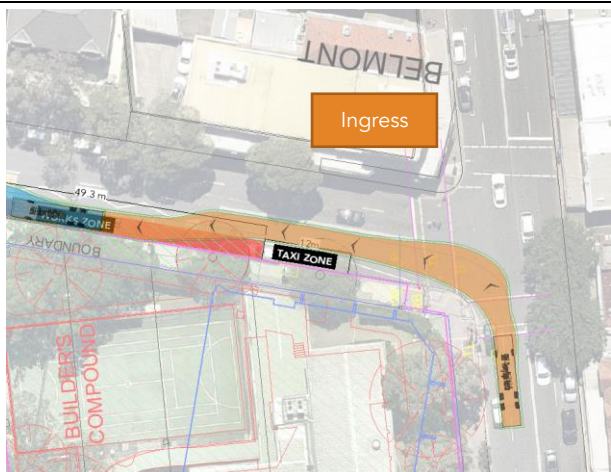 BELMONT
Ingress
49.3 m
WORKS ZONE
12m
TAXI ZONE
BOUNDARY
BUILDER'S
COMPOUND